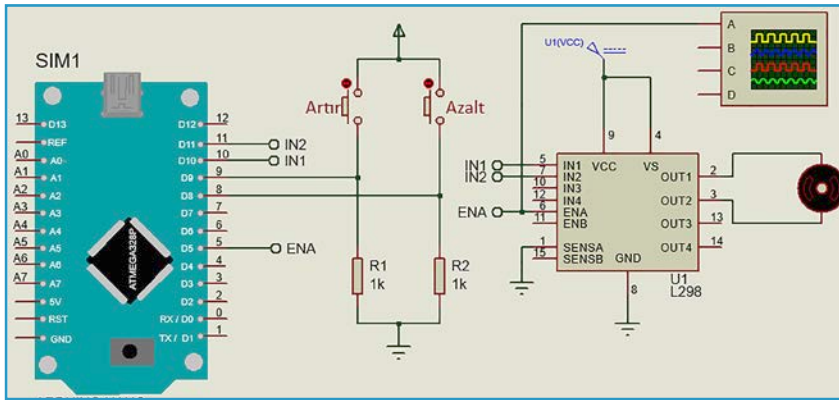 SIM1
13
D13
REF
A0
A0
A1
A1
A2
A2
A3
A3
A4
A4
A5
A5
A6
A6
A7
A7
5V
RST
GND
ATMEGA328P
D12
12
D11
11
IN2
D10
10
IN1
D9
9
D8
8
D7
7
D6
6
D5
5
ENA
D4
4
D3
3
D2
2
RX / D0
0
TX / D1
1
Artır
Azalt
R1
1k
R2
1k
U1(VCC)
A
B
C
D
9
4
IN1
5
IN1
IN2
7
IN2
10
IN3
12
IN4
ENA
6
ENA
11
ENB
1
SENSA
15
SENSB
VCC
VS
GND
8
OUT1
2
OUT2
3
OUT3
13
OUT4
14
U1
L298